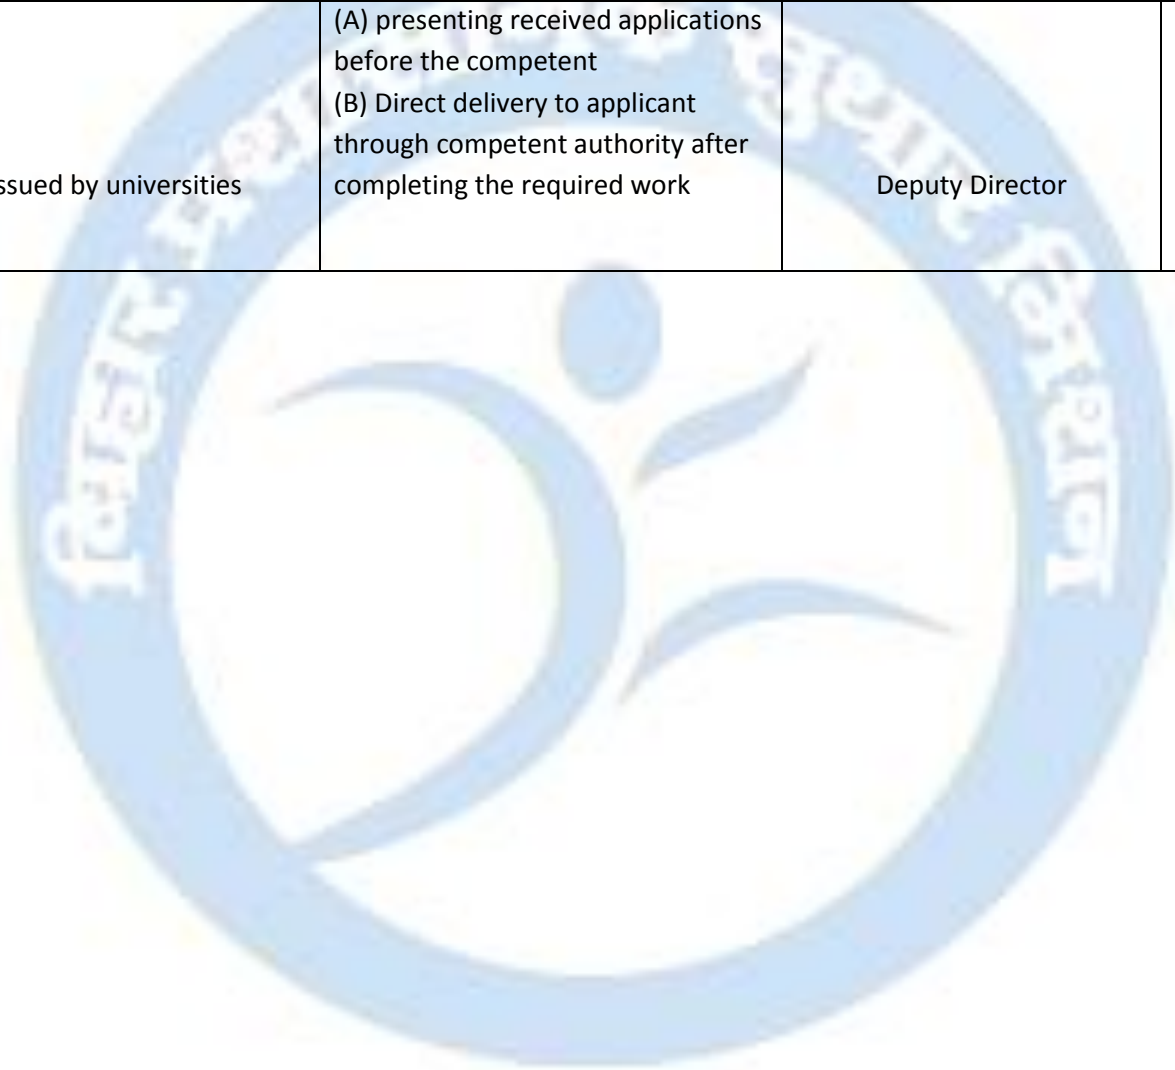 (A) presenting received applications
before the competent
(B) Direct delivery to applicant
through competent authority after
ssued by universities completing the required work Deputy Director
बिहार सुधार मिशन